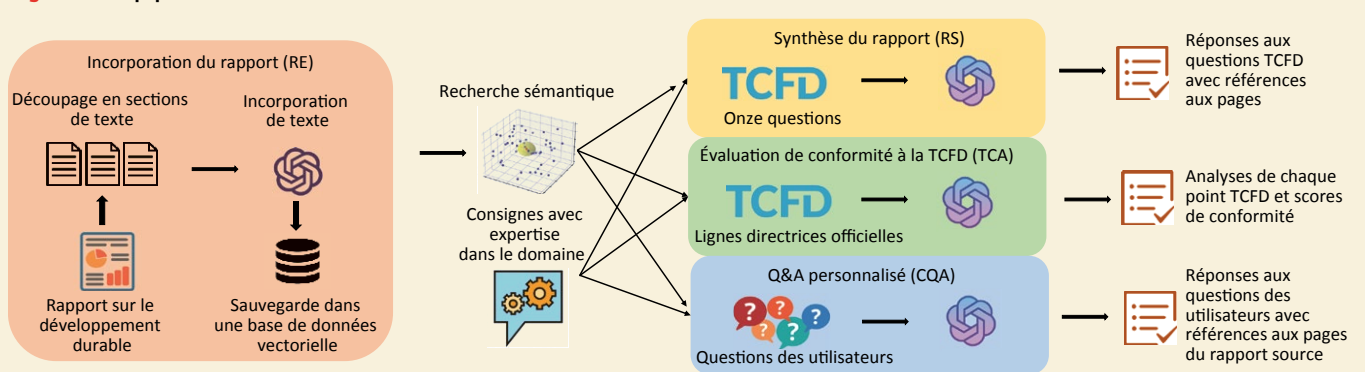 Incorporation du rapport (RE)
Découpage en sections
de texte
Incorporation
de texte
Rapport sur le
développement
durable
Sauvegarde dans
une base de données
vectorielle
Recherche sémantique
Consignes avec
expertise
dans le domaine
Synthèse du rapport (RS)
TCFD
Onze questions
Réponses aux
questions TCFD
avec références
aux pages
Évaluation de conformité à la TCFD (TCA)
TCFD
Lignes directrices officielles
Analyses de chaque
point TCFD et scores
de conformité
Q&A personnalisé (CQA)
? ? ? ? ?
Questions des utilisateurs
Réponses aux
questions des
utilisateurs avec
références aux pages
du rapport source